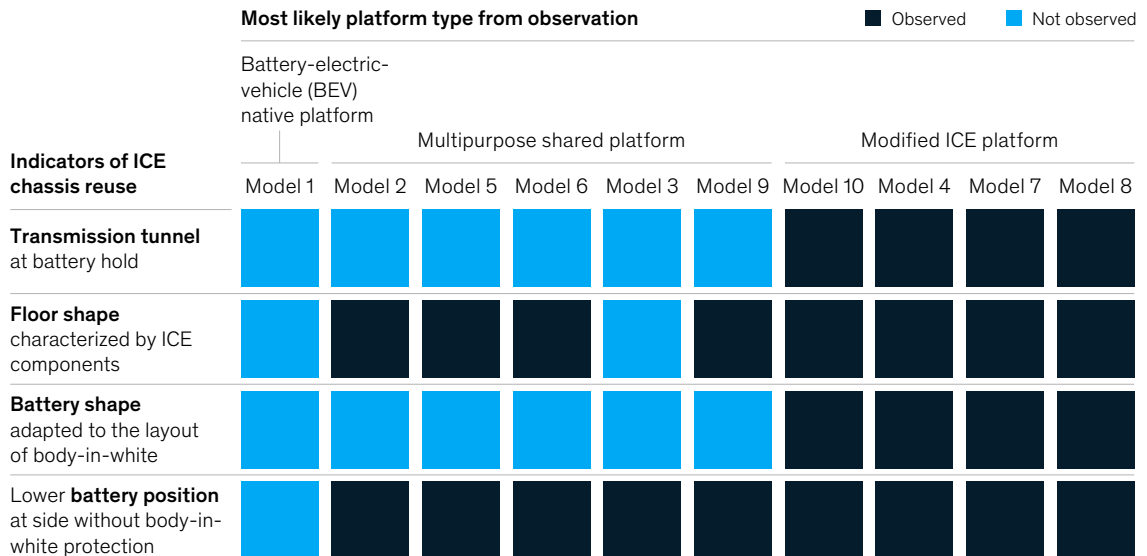 Most likely platform type from observation
Observed
Not observed
Battery-electric-
vehicle (BEV)
native platform
Multipurpose shared platform
Modified ICE platform
Indicators of ICE
chassis reuse
Model 1
Model 2
Model 5
Model 6
Model 3
Model 9
Model 10
Model 4
Model 7
Model 8
Transmission tunnel
at battery hold
Floor shape
characterized by ICE
components
Battery shape
adapted to the layout
of body-in-white
Lower battery position
at side without body-in-
white protection